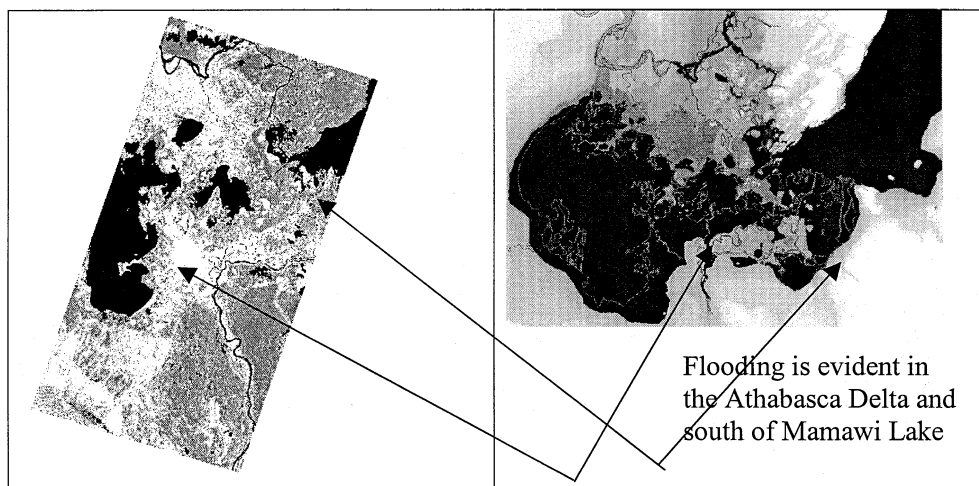 Flooding is evident in
the Athabasca Delta and
south of Mamawi Lake